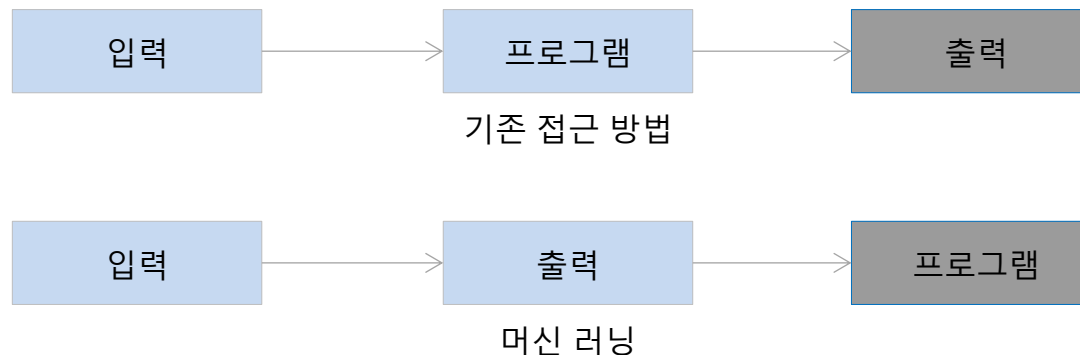 입력 프로그램 출력
기존 접근 방법
입력 출력 프로그램
머신 러닝